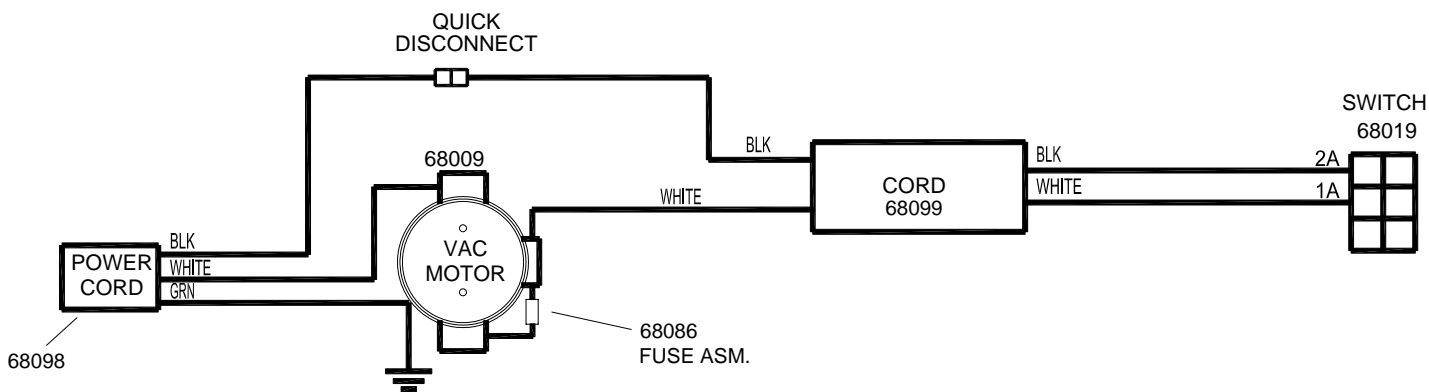 QUICK
DISCONNECT
SWITCH
68019
BLK
BLK
2A
68009
CORD
68099
WHITE
WHITE
1A
BLK
VAC
MOTOR
POWER
CORD
WHITE
GRN
68086
FUSE ASM.
68098